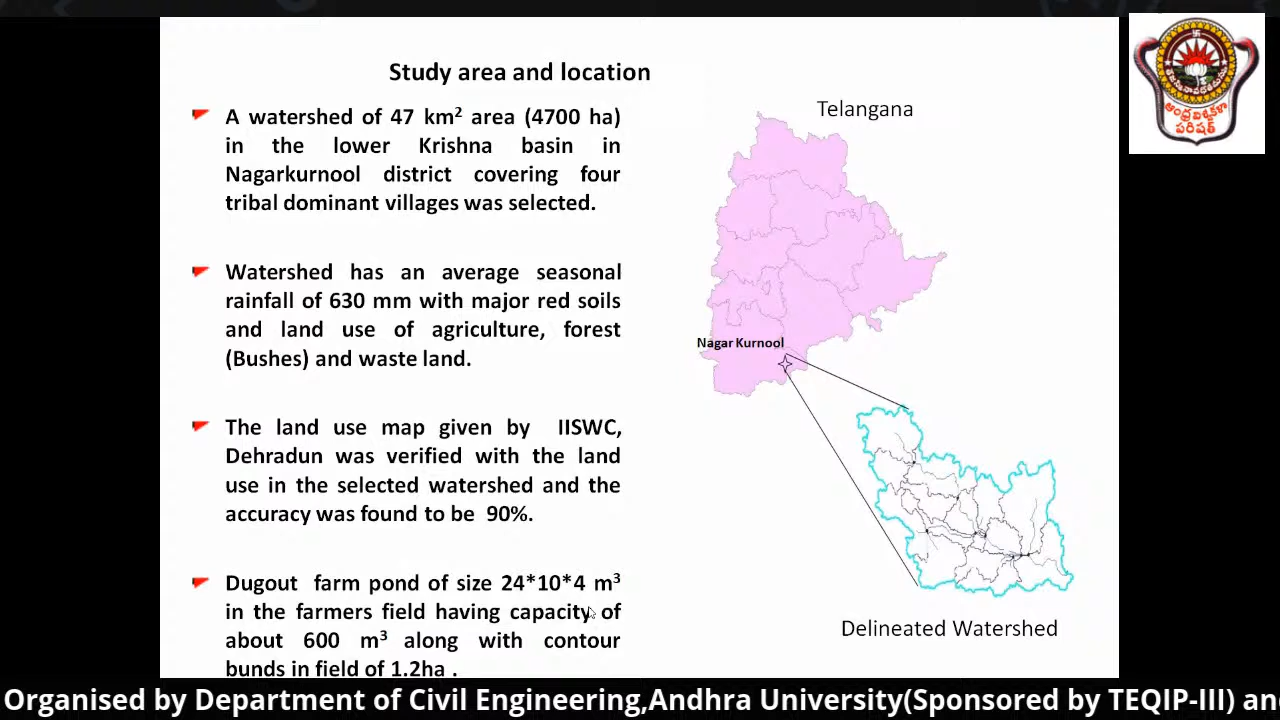 Study area and location
A watershed of 47 km² area (4700 ha)
in the lower Krishna basin in
Nagarkurnool district covering four
tribal dominant villages was selected.
Watershed has an average seasonal
rainfall of 630 mm with major red soils
and land use of agriculture, forest
(Bushes) and waste land.
The land use map given by IISWC,
Dehradun was verified with the land
use in the selected watershed and the
accuracy was found to be 90%.
Dugout farm pond of size 24*10*4 m³
in the farmers field having capacity of
about 600 m³ along with contour
bunds in field of 1.2ha .
Telangana
Nagar Kurnool
Delineated Watershed
ఆంధ్ర విశ్వకళా
పరిషత్
Organised by Department of Civil Engineering,Andhra University(Sponsored by TEQIP-III) an